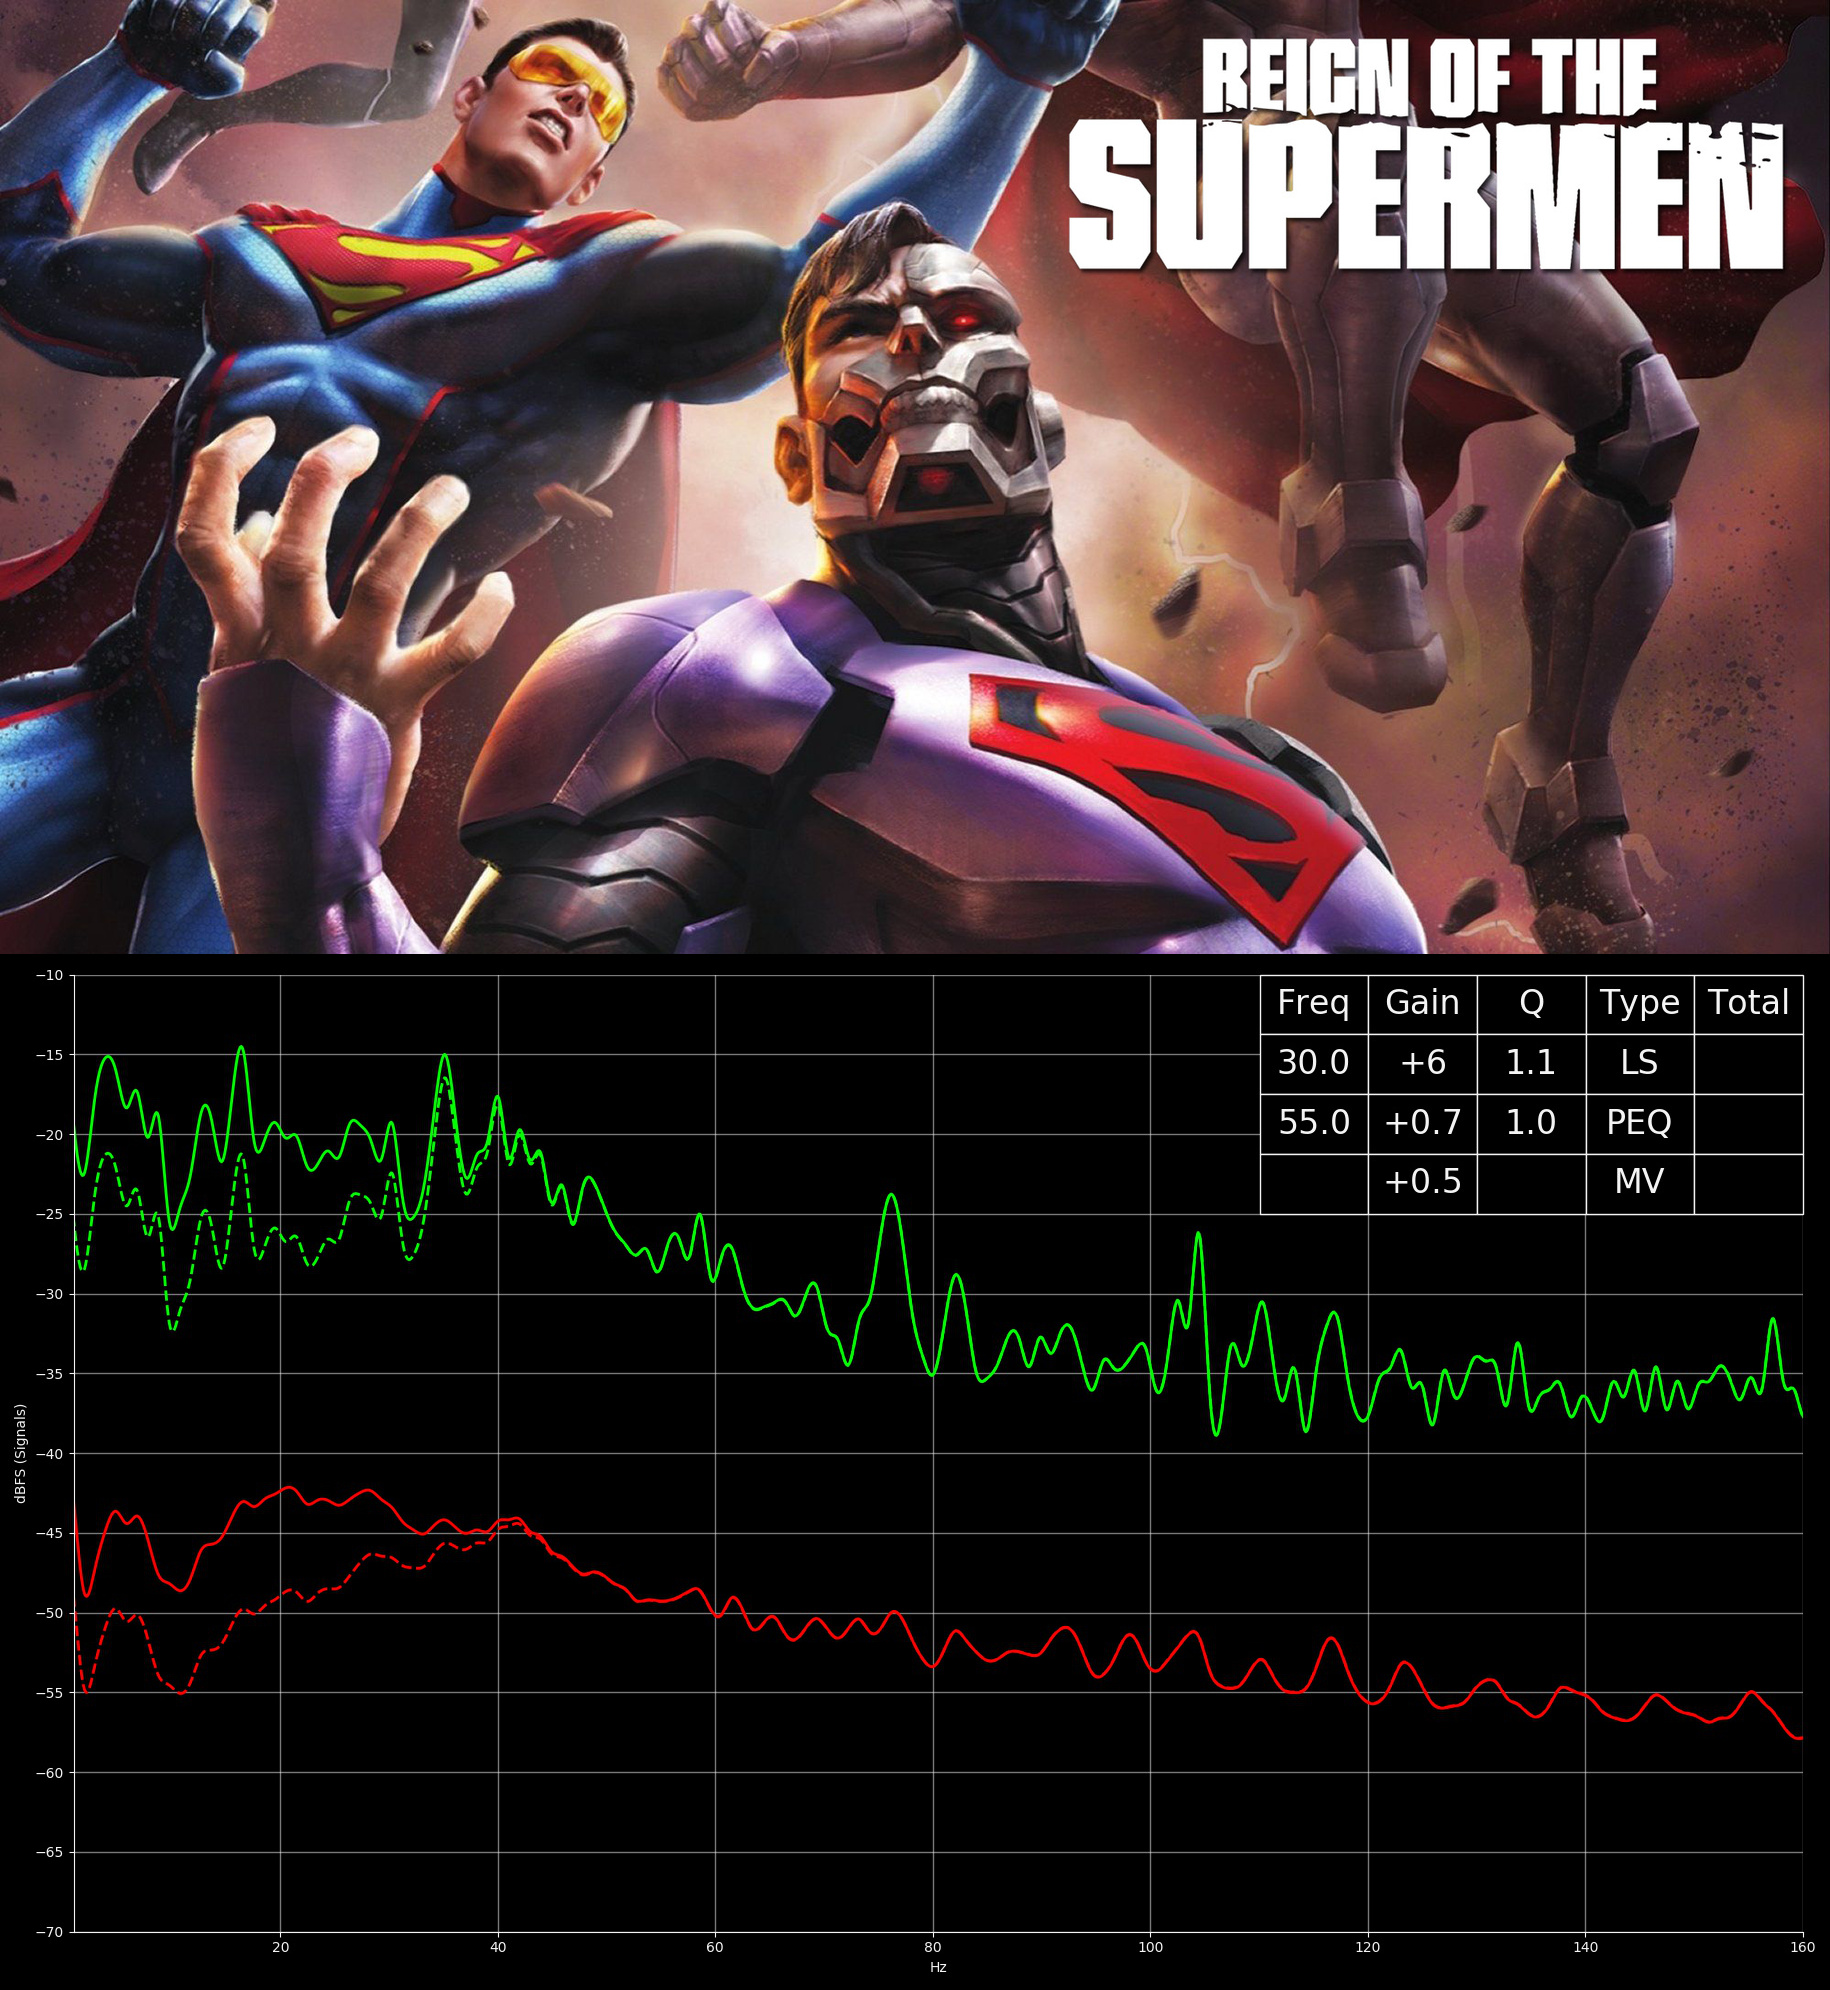 REIGN OF THE
SUPERMEN
Freq Gain Q Type Total
30.0 +6 1.1 LS
55.0 +0.7 1.0 PEQ
+0.5 MV
−10
−15
−20
−25
−30
−35
−40
−45
−50
−55
−60
−65
−70
dBFS (Signals)
20 40 60 80 100 120 140 160
Hz